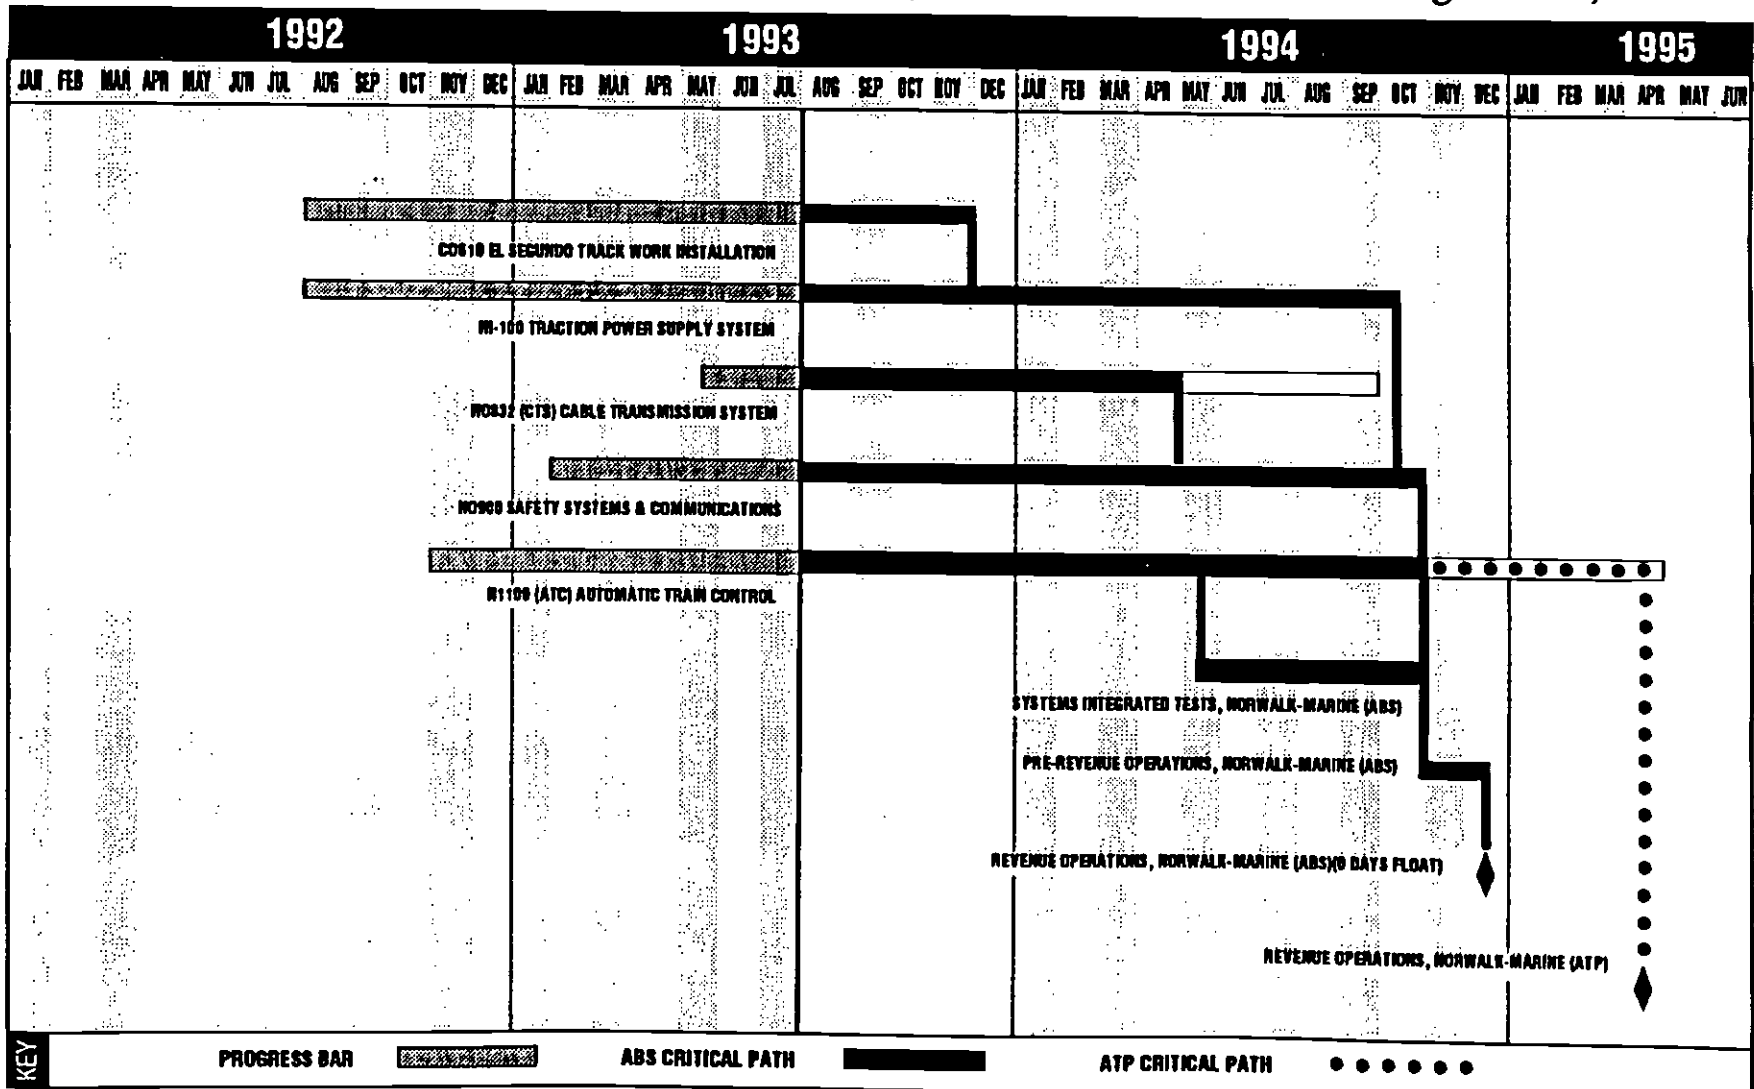 1992 1993 1994 1995
JAN FEB MAR APR MAY JUN JUL AUG SEP OCT NOV DEC JAN FEB MAR APR MAY JUN JUL AUG SEP OCT NOV DEC JAN FEB MAR APR MAY JUN JUL AUG SEP OCT NOV DEC JAN FEB MAR APR MAY JUN
EL SEGUNDO TRACK WORK INSTALLATION
TRACTION POWER SUPPLY SYSTEM
(CTS) CABLE TRANSMISSION SYSTEM
SAFETY SYSTEMS & COMMUNICATIONS
(ATC) AUTOMATIC TRAIN CONTROL
SYSTEMS INTEGRATED TESTS, NORWALK-MARINE (ABS)
PRE-REVENUE OPERATIONS, NORWALK-MARINE (ABS)
REVENUE OPERATIONS, NORWALK-MARINE (ABS)(0 DAYS FLOAT)
REVENUE OPERATIONS, NORWALK-MARINE (ATP)
KEY PROGRESS BAR ABS CRITICAL PATH ATP CRITICAL PATH